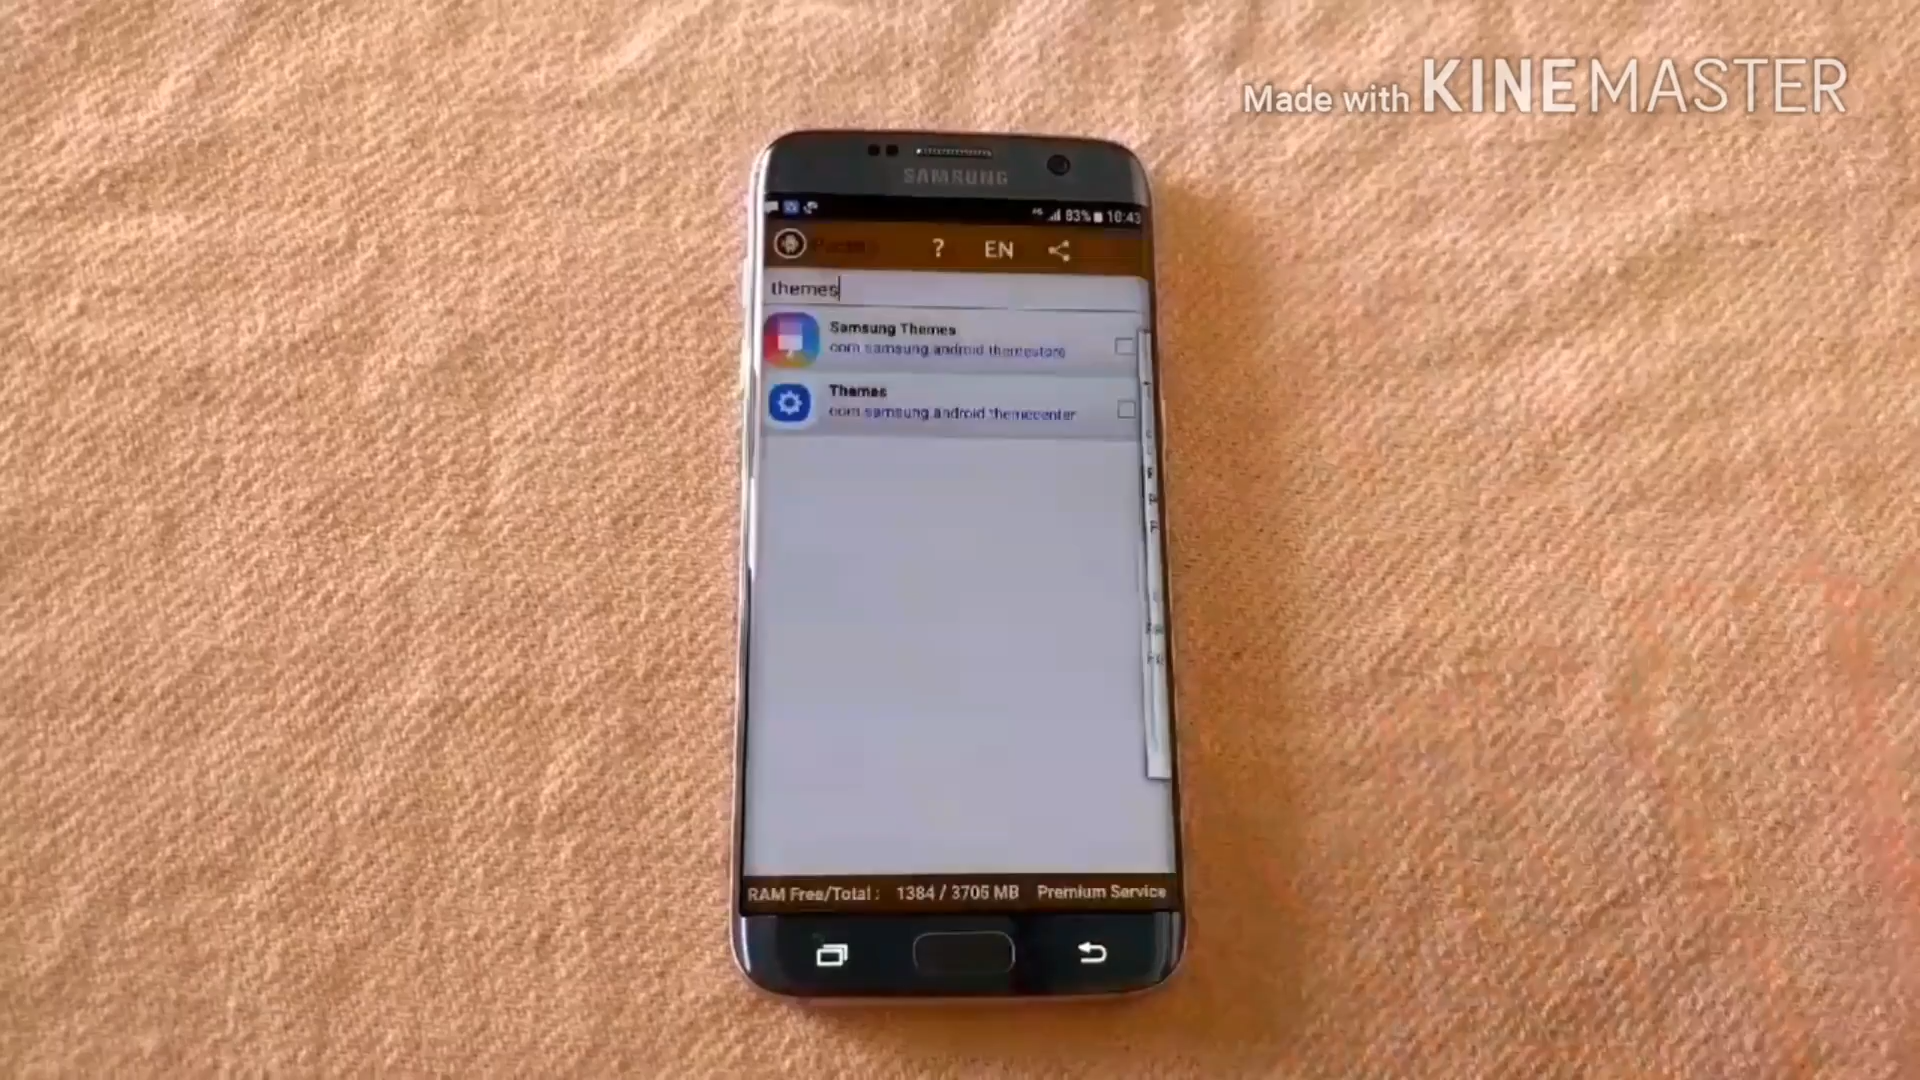 Made with KINEMASTER
SAMSUNG
4G 83% 10:43
? EN
themes
Samsung Themes
com.samsung.android.themestore
Themes
com.samsung.android.themecenter
RAM Free/Total : 1384 / 3705 MB Premium Service